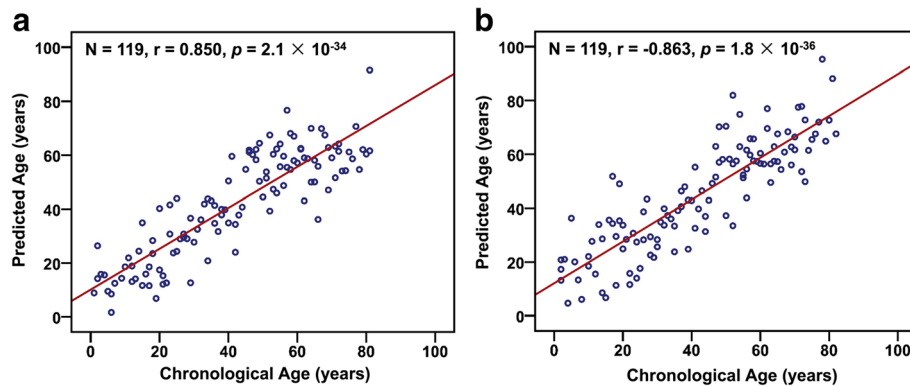 a
N = 119, r = 0.850, p = 2.1 × 10-34
Predicted Age (years)
100
80
60
40
20
0
0 20 40 60 80 100
Chronological Age (years)
b
N = 119, r = -0.863, p = 1.8 × 10-36
Predicted Age (years)
100
80
60
40
20
0
0 20 40 60 80 100
Chronological Age (years)